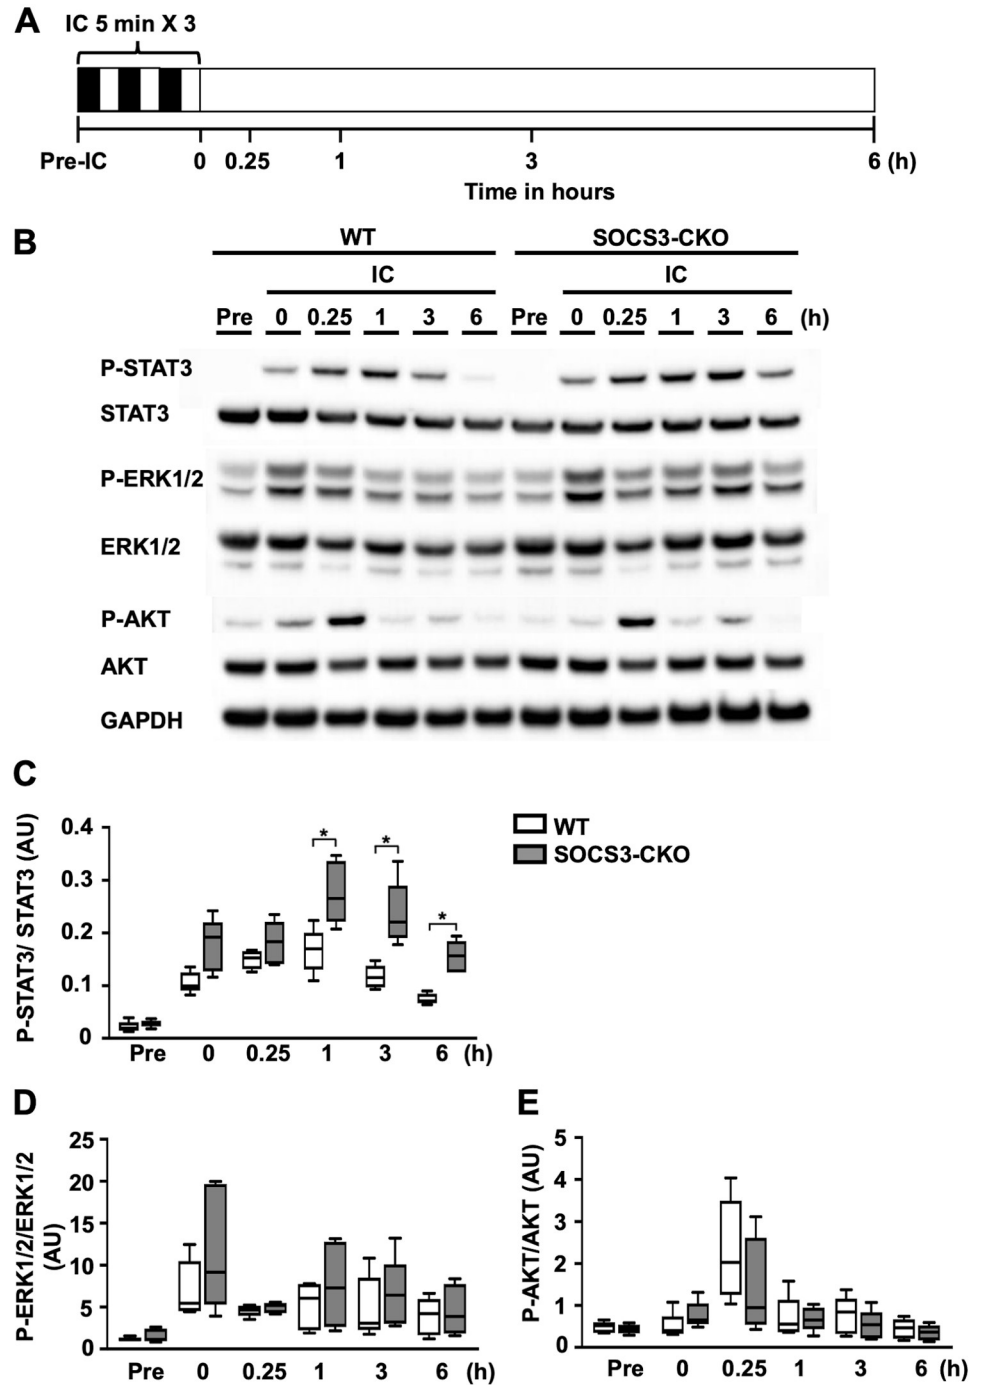 A
IC 5 min X 3
Pre-IC 0 0.25 1 3 6 (h)
Time in hours
B
WT SOCS3-CKO
IC IC
Pre 0 0.25 1 3 6 Pre 0 0.25 1 3 6 (h)
P-STAT3
STAT3
P-ERK1/2
ERK1/2
P-AKT
AKT
GAPDH
C
P-STAT3/ STAT3 (AU)
0.4
0.3
0.2
0.1
0
* * *
Pre 0 0.25 1 3 6 (h)
WT
SOCS3-CKO
D
P-ERK1/2/ERK1/2
(AU)
25
20
15
10
5
0
Pre 0 0.25 1 3 6 (h)
E
P-AKT/AKT (AU)
5
4
3
2
1
0
Pre 0 0.25 1 3 6 (h)